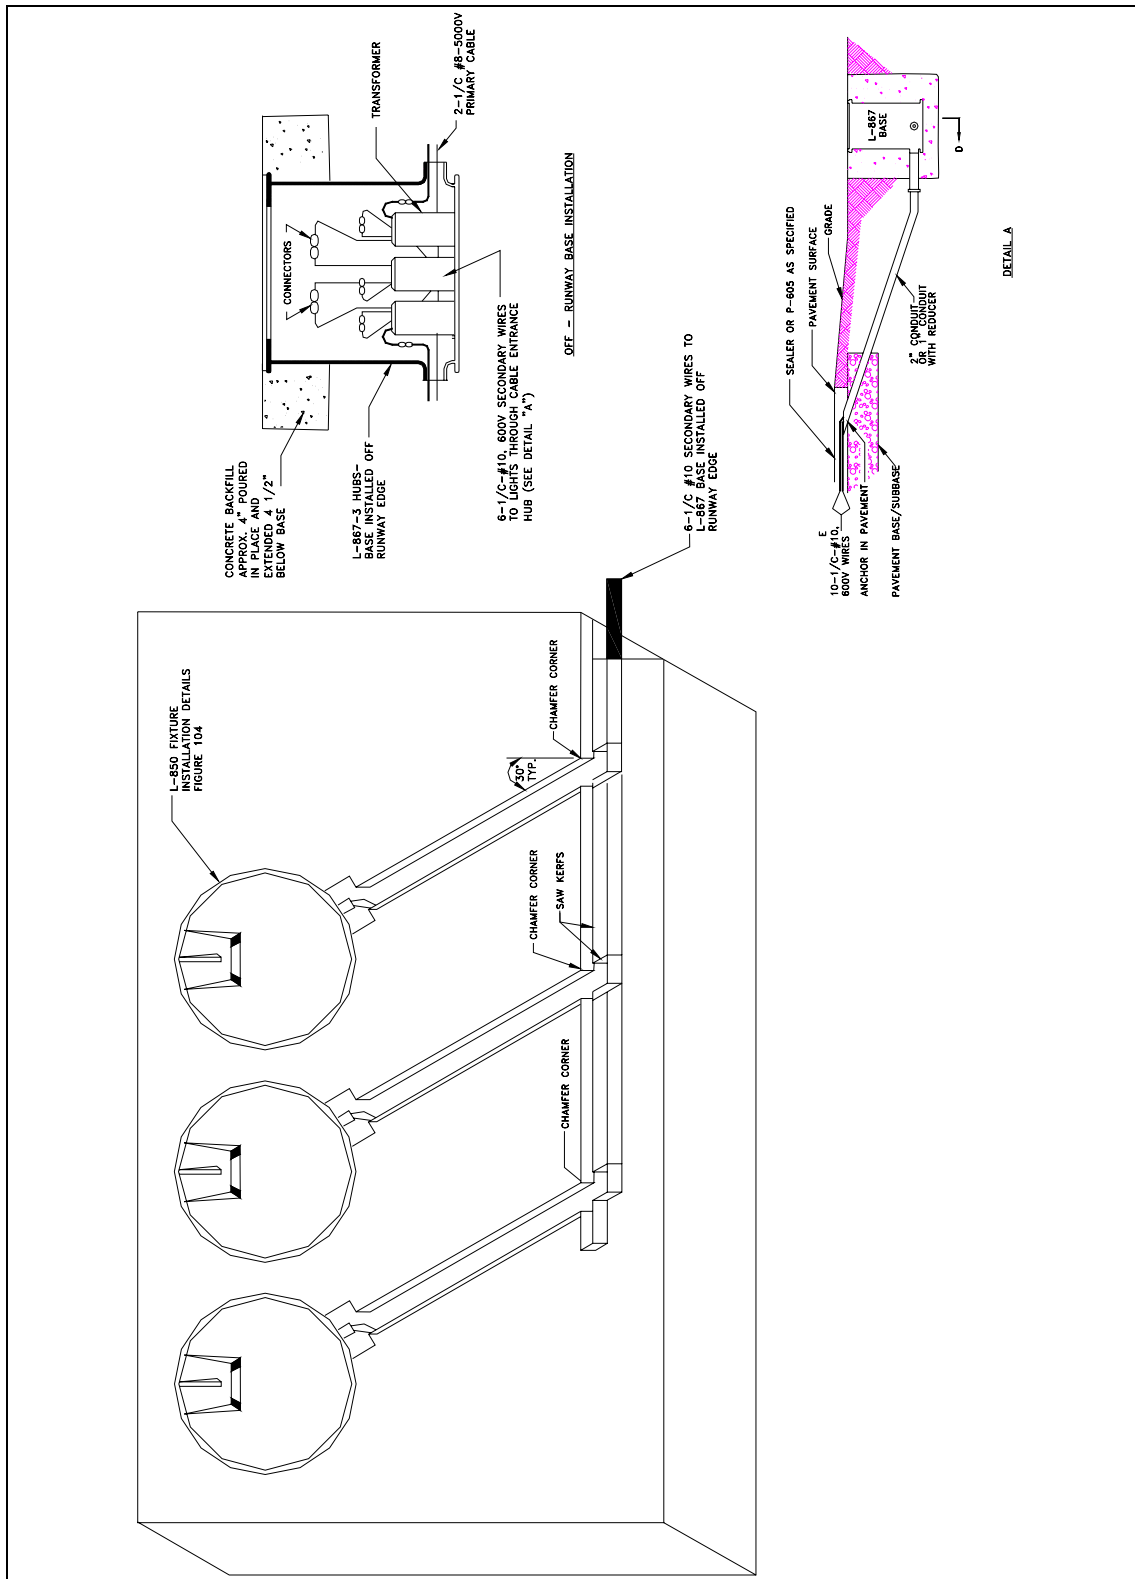 L-850 FIXTURE
INSTALLATION DETAILS
FIGURE 104
CHAMFER CORNER
30°
TYP.
CHAMFER CORNER
SAW KERFS
CHAMFER CORNER
6-1/C #10 SECONDARY WIRES TO
L-867 BASE INSTALLED OFF
RUNWAY EDGE
CONCRETE BACKFILL
APPROX. 4" POURED
IN PLACE AND
EXTENDED 4 1/2"
BELOW BASE
L-867-3 HUBS-
BASE INSTALLED OFF
RUNWAY EDGE
CONNECTORS
TRANSFORMER
2-1/C #8-5000V
PRIMARY CABLE
6-1/C-#10, 600V SECONDARY WIRES
TO LIGHTS THROUGH CABLE ENTRANCE
HUB (SEE DETAIL "A")
OFF - RUNWAY BASE INSTALLATION
SEALER OR P-605 AS SPECIFIED
PAVEMENT SURFACE
GRADE
L-867
BASE
D
2" CONDUIT
OR 1" CONDUIT
WITH REDUCER
E
10-1/C-#10,
600V WIRES
ANCHOR IN PAVEMENT
PAVEMENT BASE/SUBBASE
DETAIL A